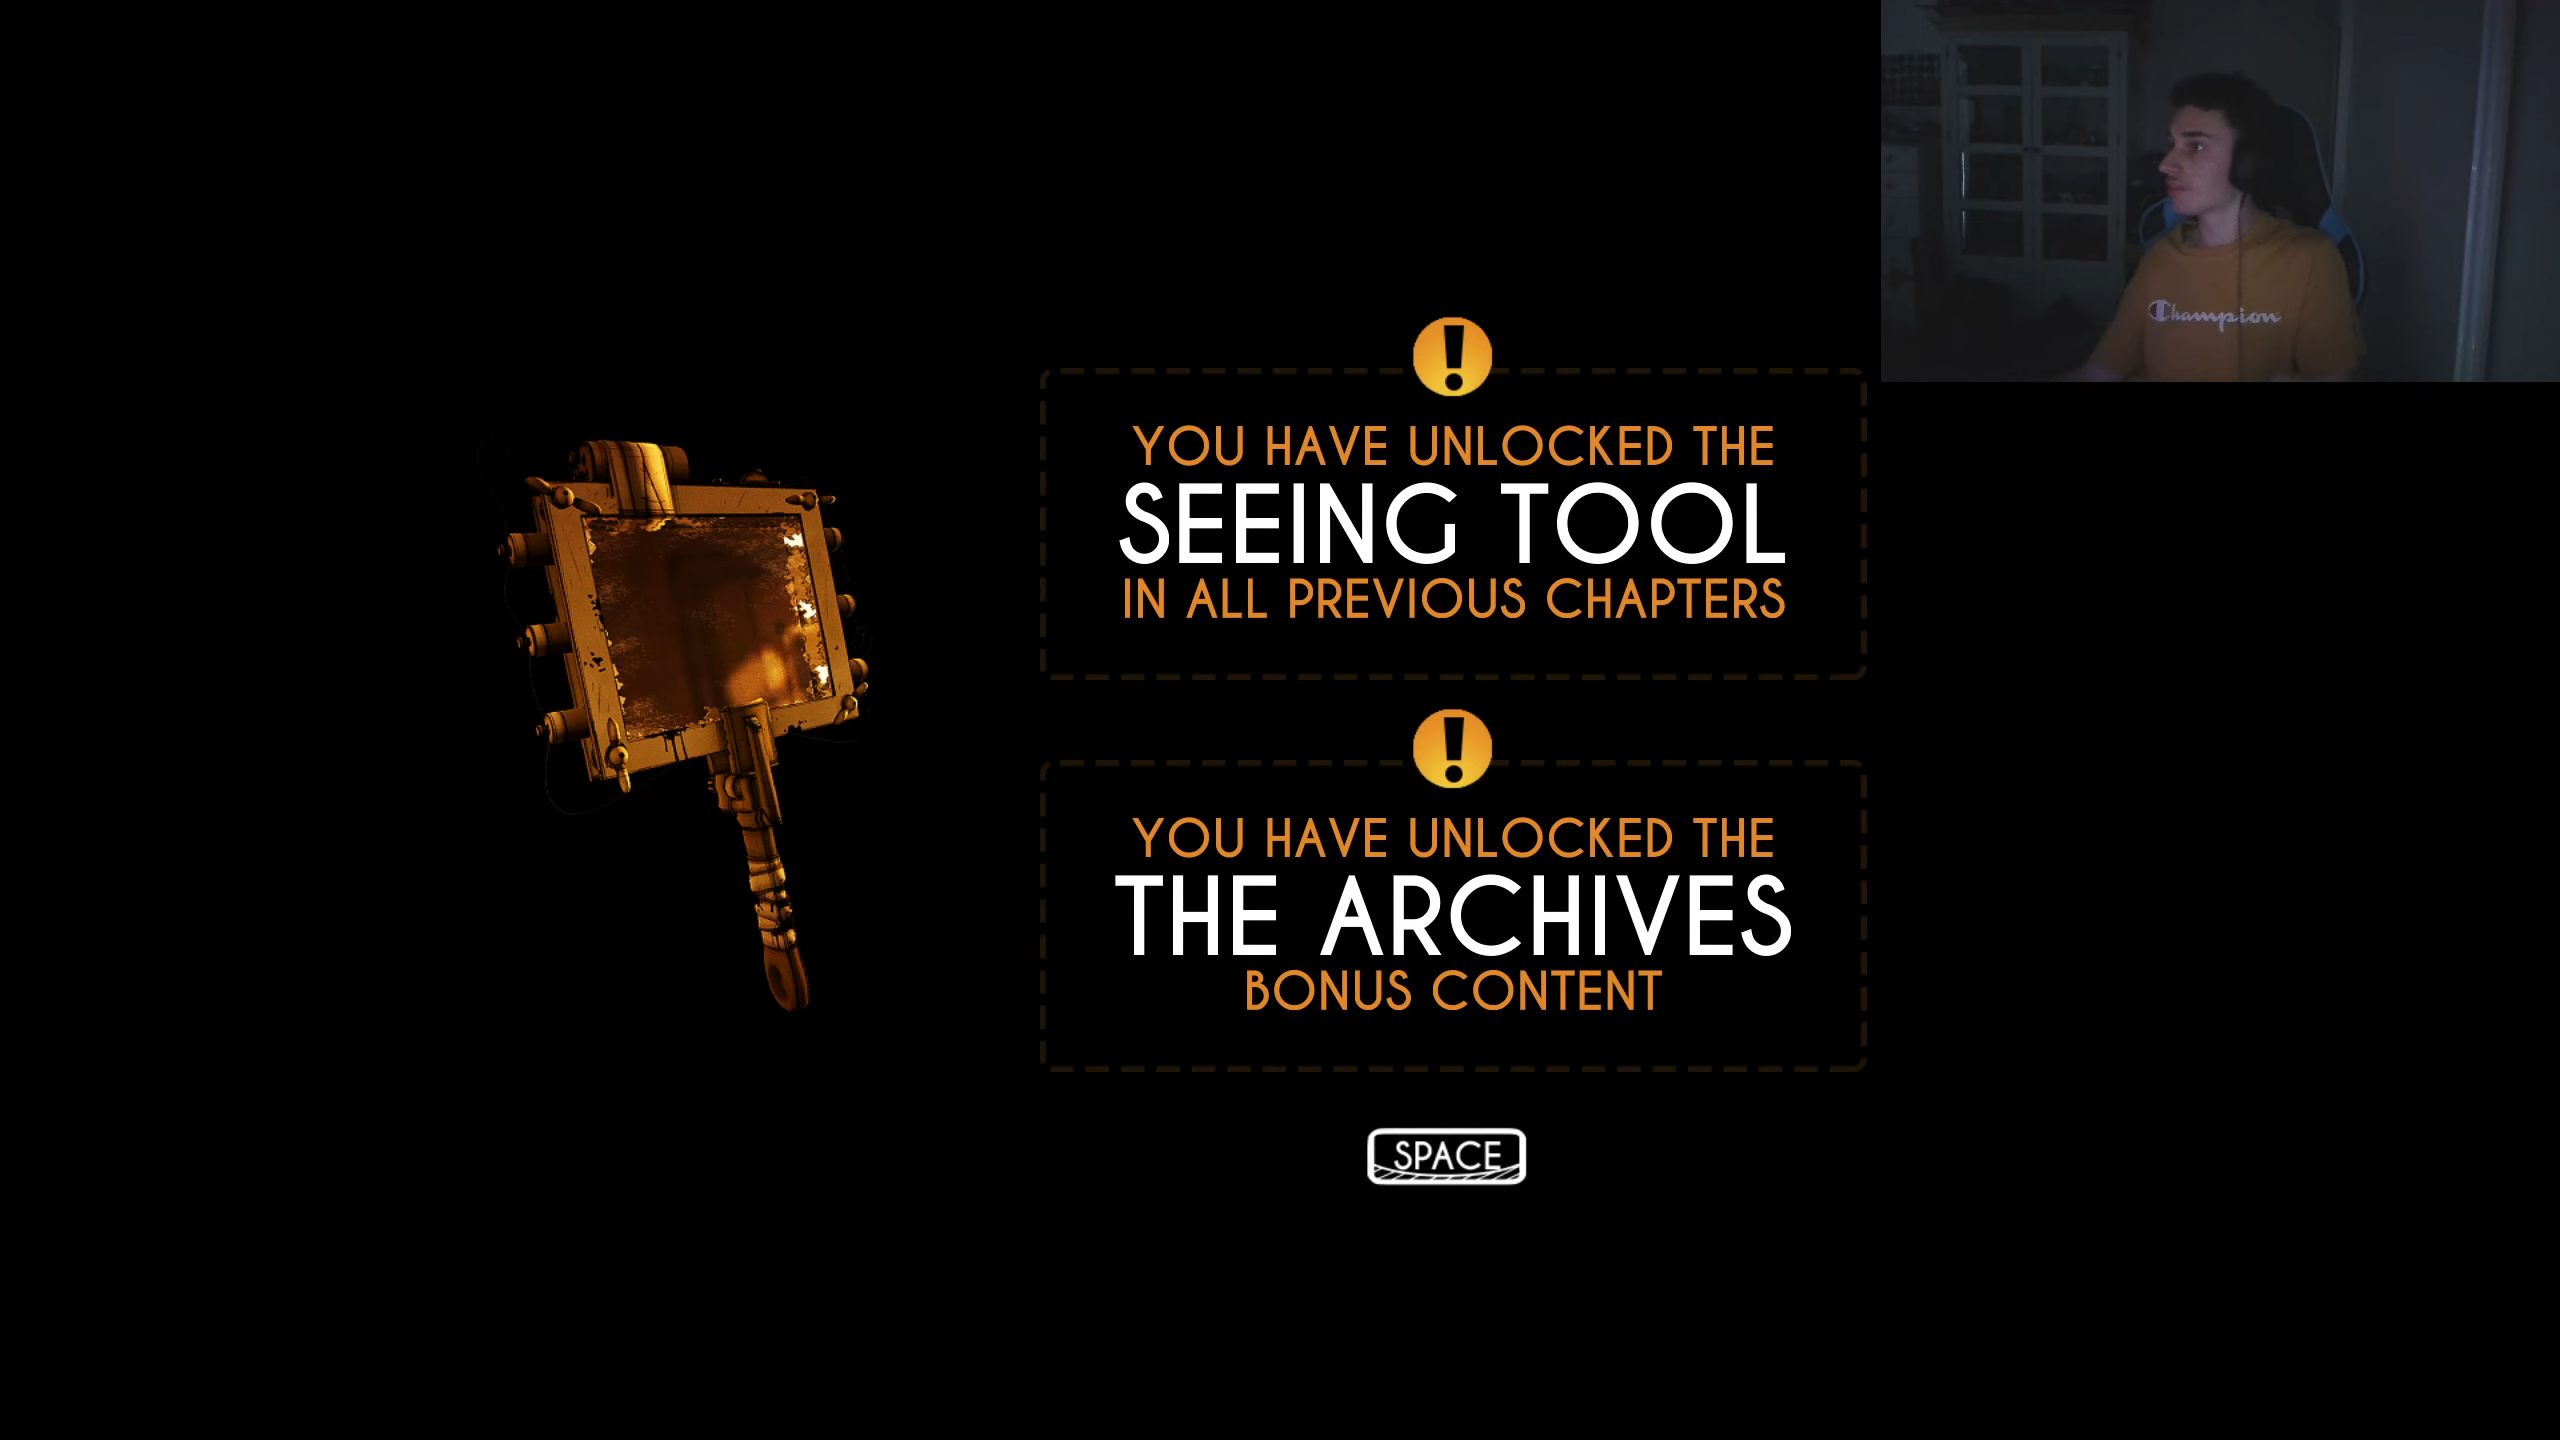 Champion
!
YOU HAVE UNLOCKED THE
SEEING TOOL
IN ALL PREVIOUS CHAPTERS
!
YOU HAVE UNLOCKED THE
THE ARCHIVES
BONUS CONTENT
SPACE